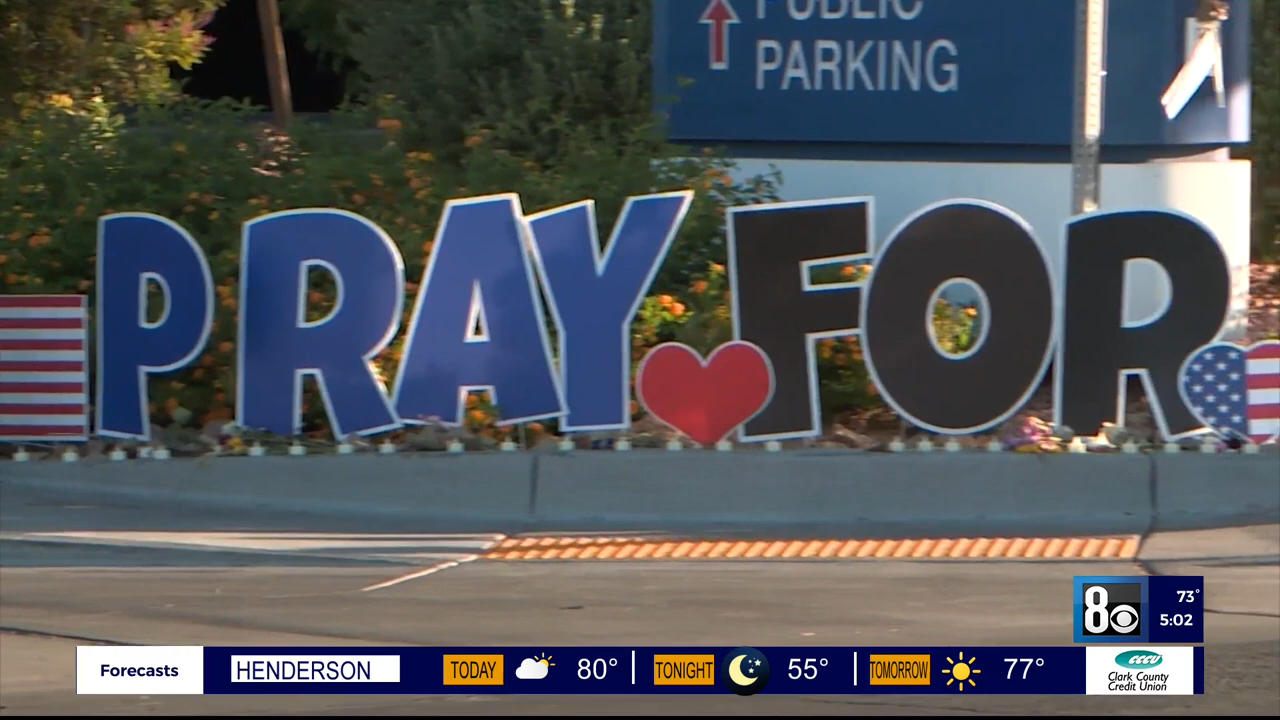 PUBLIC
PARKING
PRAY FOR
8
73°
5:02
Forecasts
HENDERSON
TODAY
80°
TONIGHT
55°
TOMORROW
77°
Clark County
Credit Union